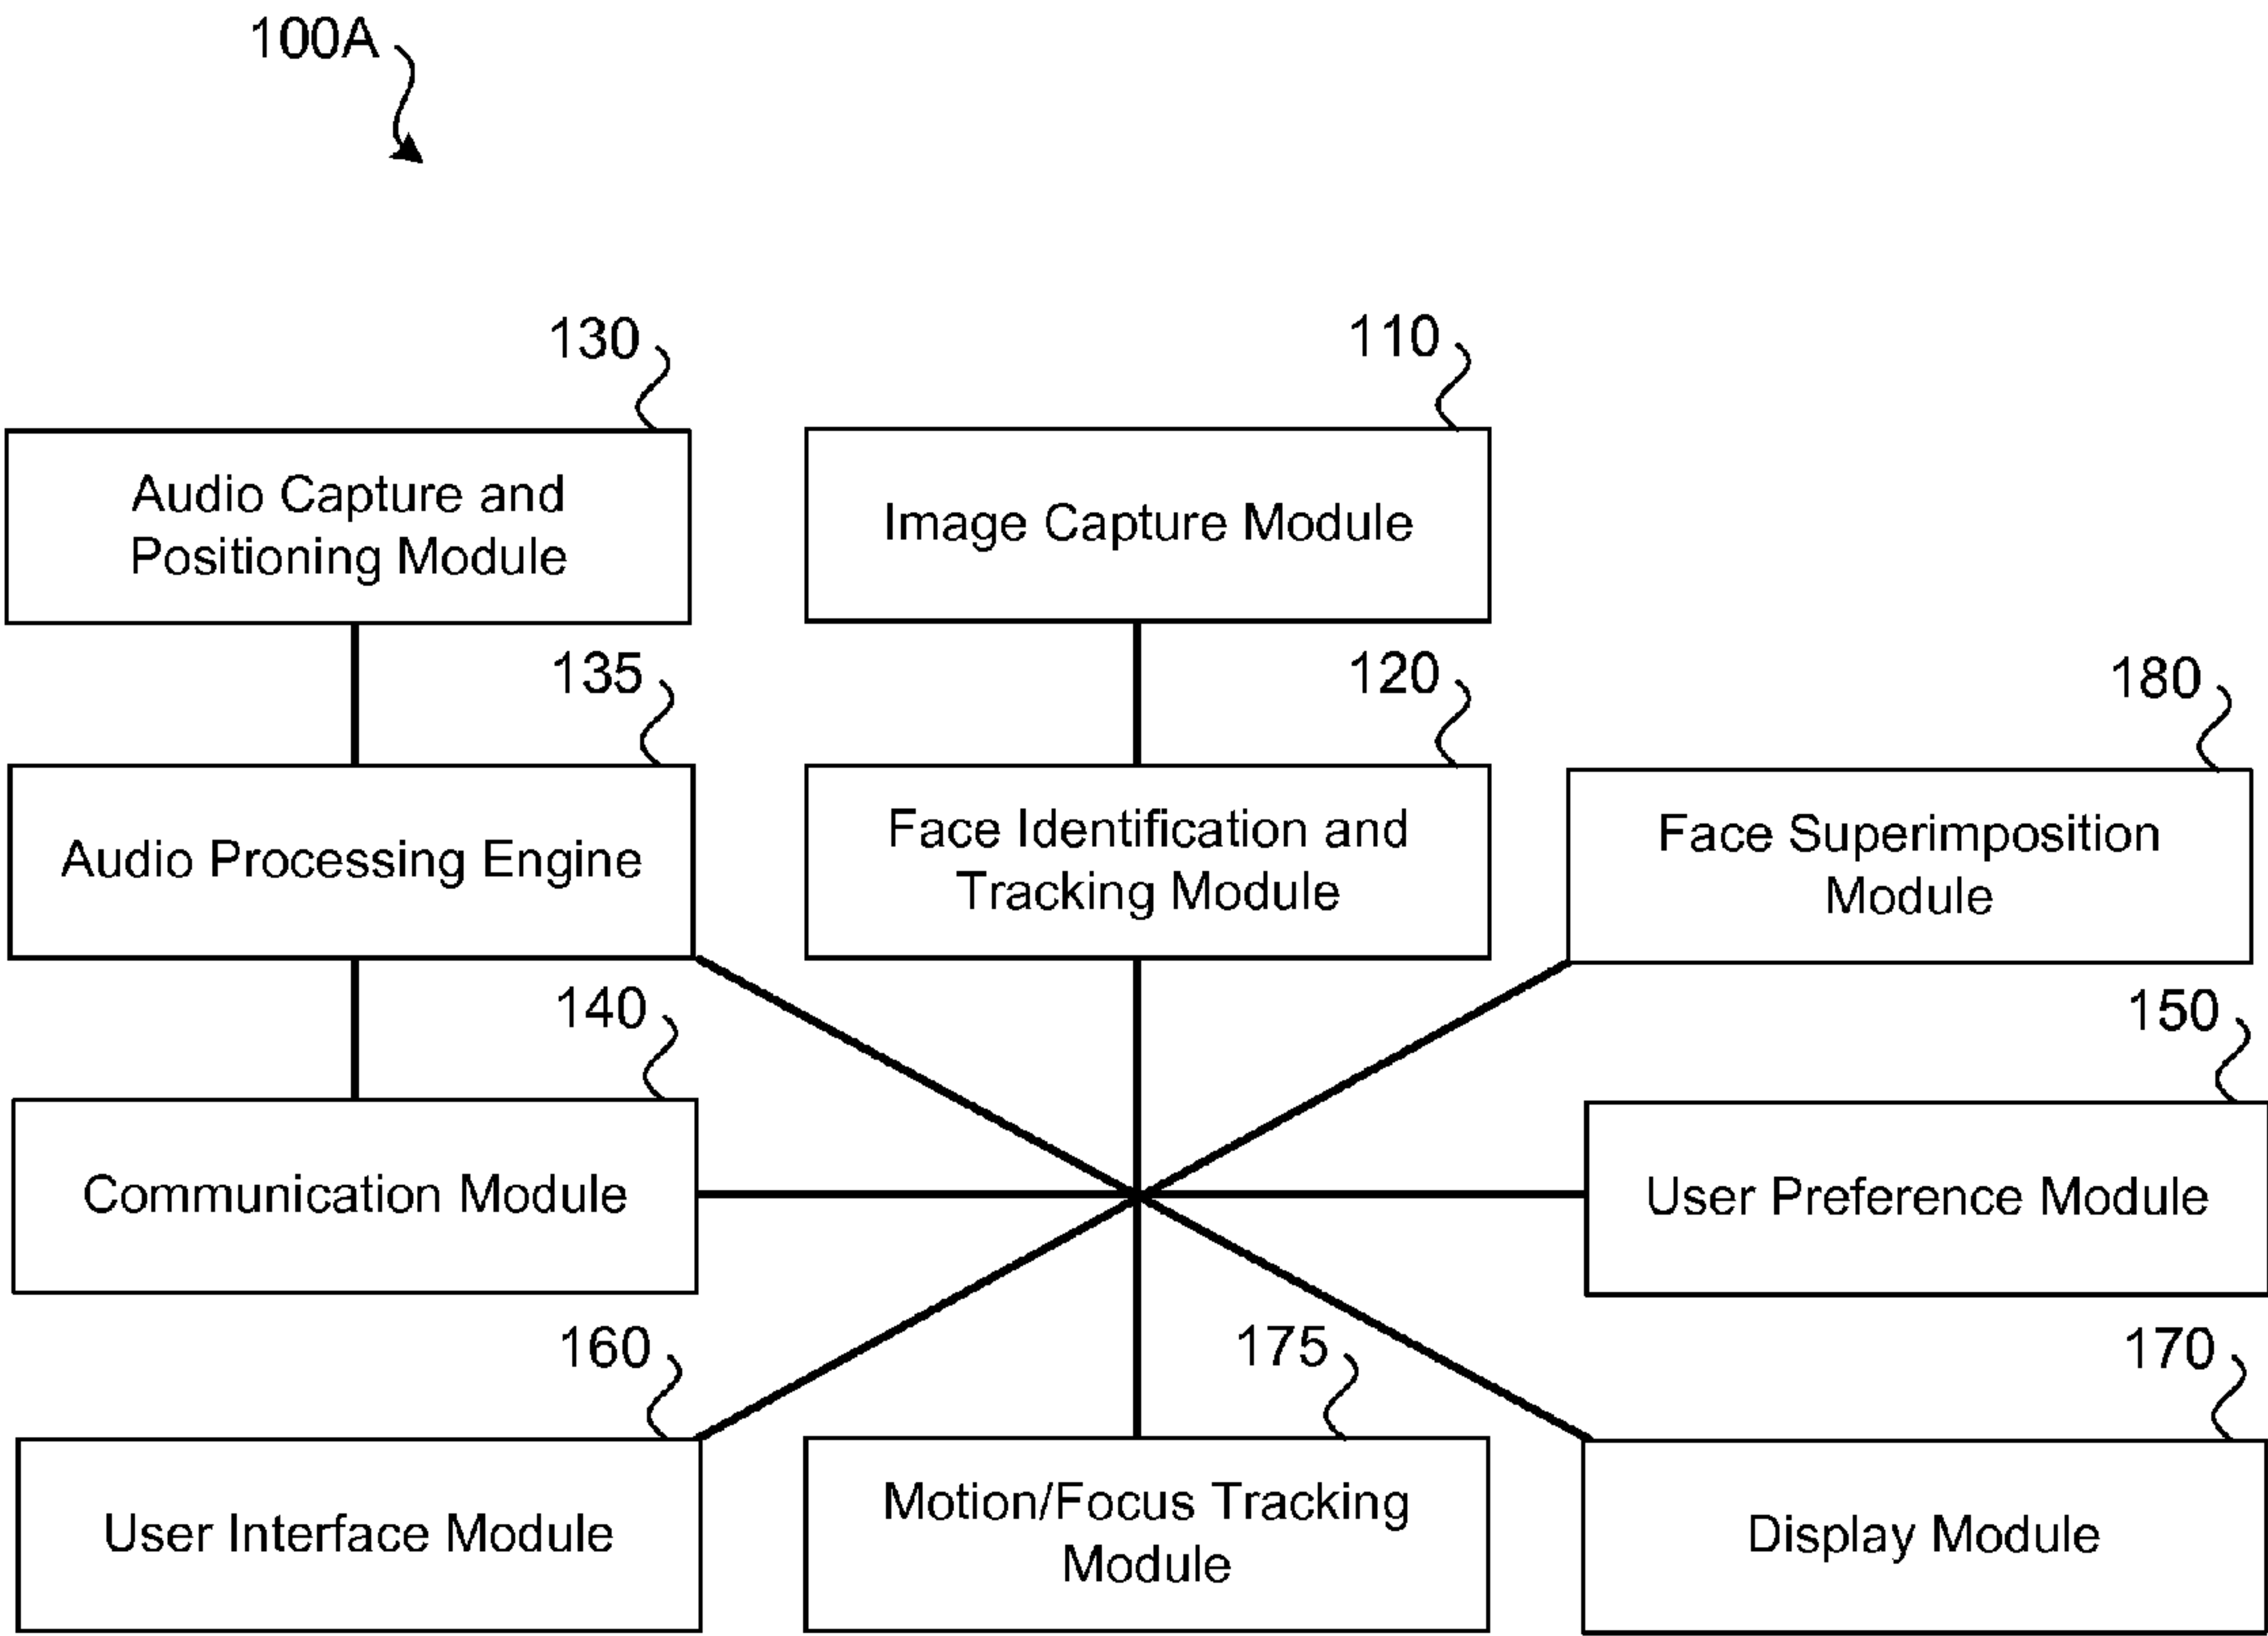 100A
130
110
Audio Capture and
Positioning Module
Image Capture Module
135
120
180
Audio Processing Engine
Face Identification and
Tracking Module
Face Superimposition
Module
140
150
Communication Module
User Preference Module
160
175
170
User Interface Module
Motion/Focus Tracking
Module
Display Module